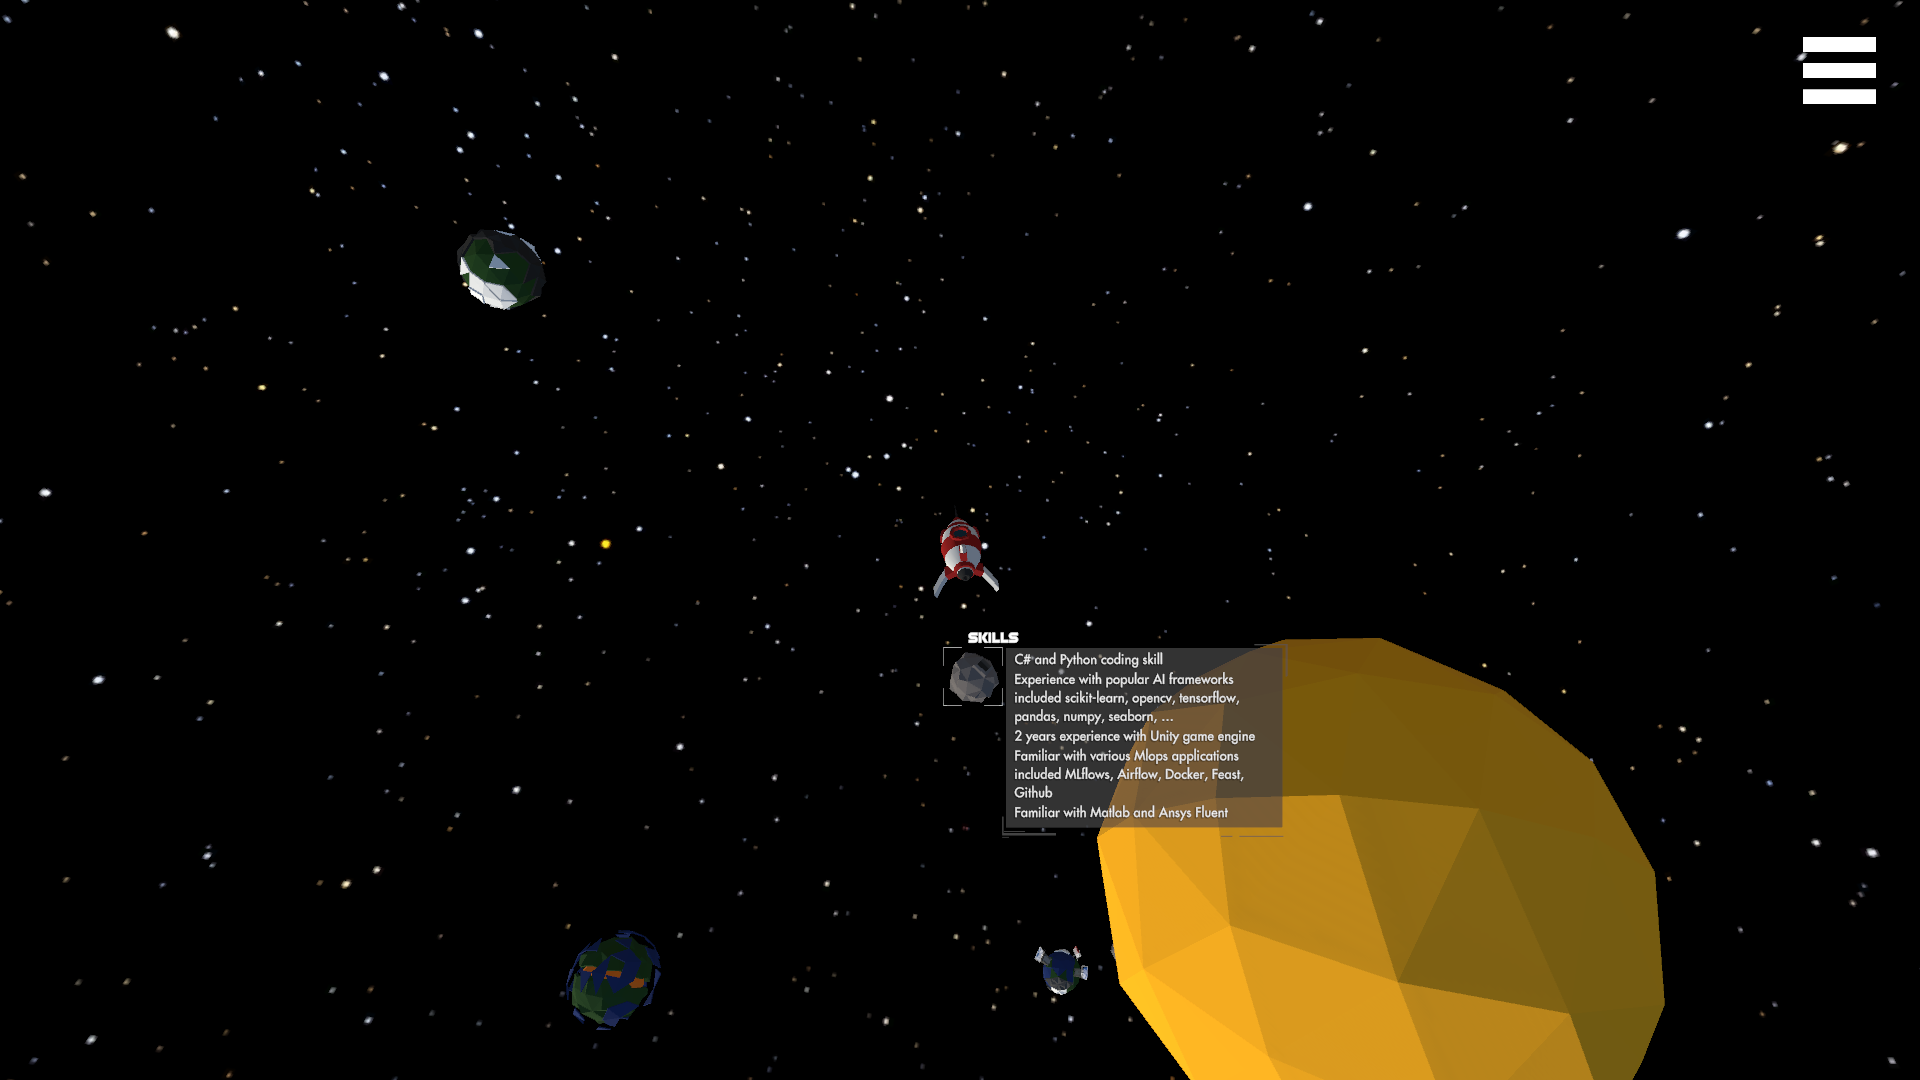 SKILLS
C# and Python coding skill
Experience with popular AI frameworks
included scikit-learn, opencv, tensorflow,
pandas, numpy, seaborn, ...
2 years experience with Unity game engine
Familiar with various Mlops applications
included MLflows, Airflow, Docker, Feast,
Github
Familiar with Matlab and Ansys Fluent